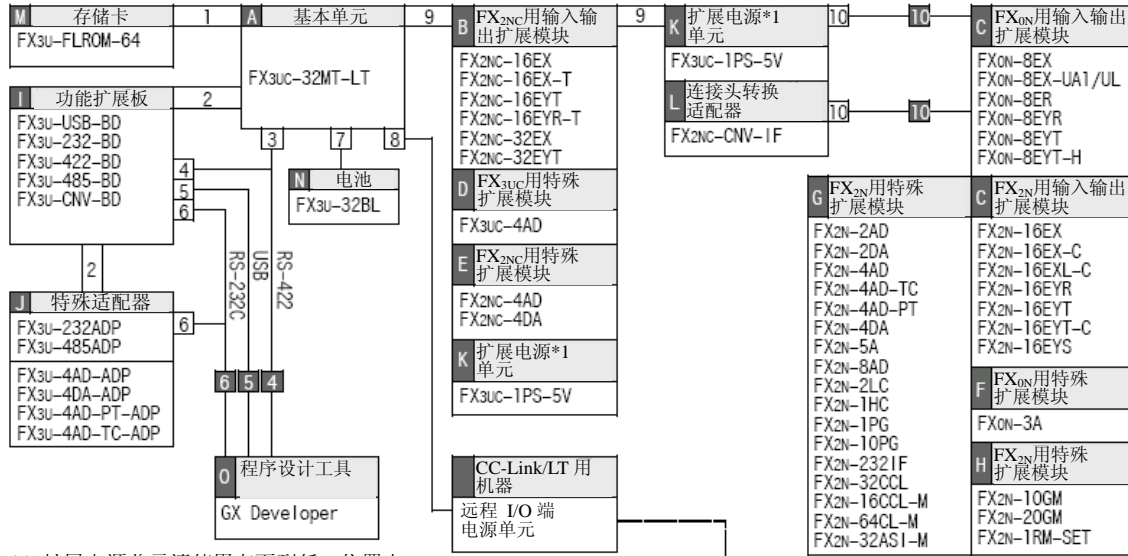 M 存储卡
FX3U-FLROM-64
1
A 基本单元
FX3UC-32MT-LT
9
B FX2NC用输入输
出扩展模块
FX2NC-16EX
FX2NC-16EX-T
FX2NC-16EYT
FX2NC-16EYR-T
FX2NC-32EX
FX2NC-32EYT
D FX3UC用特殊
扩展模块
FX3UC-4AD
E FX2NC用特殊
扩展模块
FX2NC-4AD
FX2NC-4DA
K 扩展电源*1
单元
FX3UC-1PS-5V
9
K 扩展电源*1
单元
FX3UC-1PS-5V
L 连接头转换
适配器
FX2NC-CNV-IF
10 10
10 10
C FX0N用输入输出
扩展模块
FX0N-8EX
FX0N-8EX-UA1/UL
FX0N-8ER
FX0N-8EYR
FX0N-8EYT
FX0N-8EYT-H
I 功能扩展板
FX3U-USB-BD
FX3U-232-BD
FX3U-422-BD
FX3U-485-BD
FX3U-CNV-BD
2
3
7
8
4
5
6
N 电池
FX3U-32BL
RS-232C
USB
RS-422
2
J 特殊适配器
FX3U-232ADP
FX3U-485ADP
FX3U-4AD-ADP
FX3U-4DA-ADP
FX3U-4AD-PT-ADP
FX3U-4AD-TC-ADP
6
6 5 4
O 程序设计工具
GX Developer
CC-Link/LT 用
机器
远程 I/O 端
电源单元
G FX2N用特殊
扩展模块
FX2N-2AD
FX2N-2DA
FX2N-4AD
FX2N-4AD-TC
FX2N-4AD-PT
FX2N-4DA
FX2N-5A
FX2N-8AD
FX2N-2LC
FX2N-1HC
FX2N-1PG
FX2N-10PG
FX2N-232IF
FX2N-32CCL
FX2N-16CCL-M
FX2N-64CL-M
FX2N-32ASI-M
C FX2N用输入输出
扩展模块
FX2N-16EX
FX2N-16EX-C
FX2N-16EXL-C
FX2N-16EYR
FX2N-16EYT
FX2N-16EYT-C
FX2N-16EYS
F FX0N用特殊
扩展模块
FX0N-3A
H FX2N用特殊
扩展模块
FX2N-10GM
FX2N-20GM
FX2N-1RM-SET